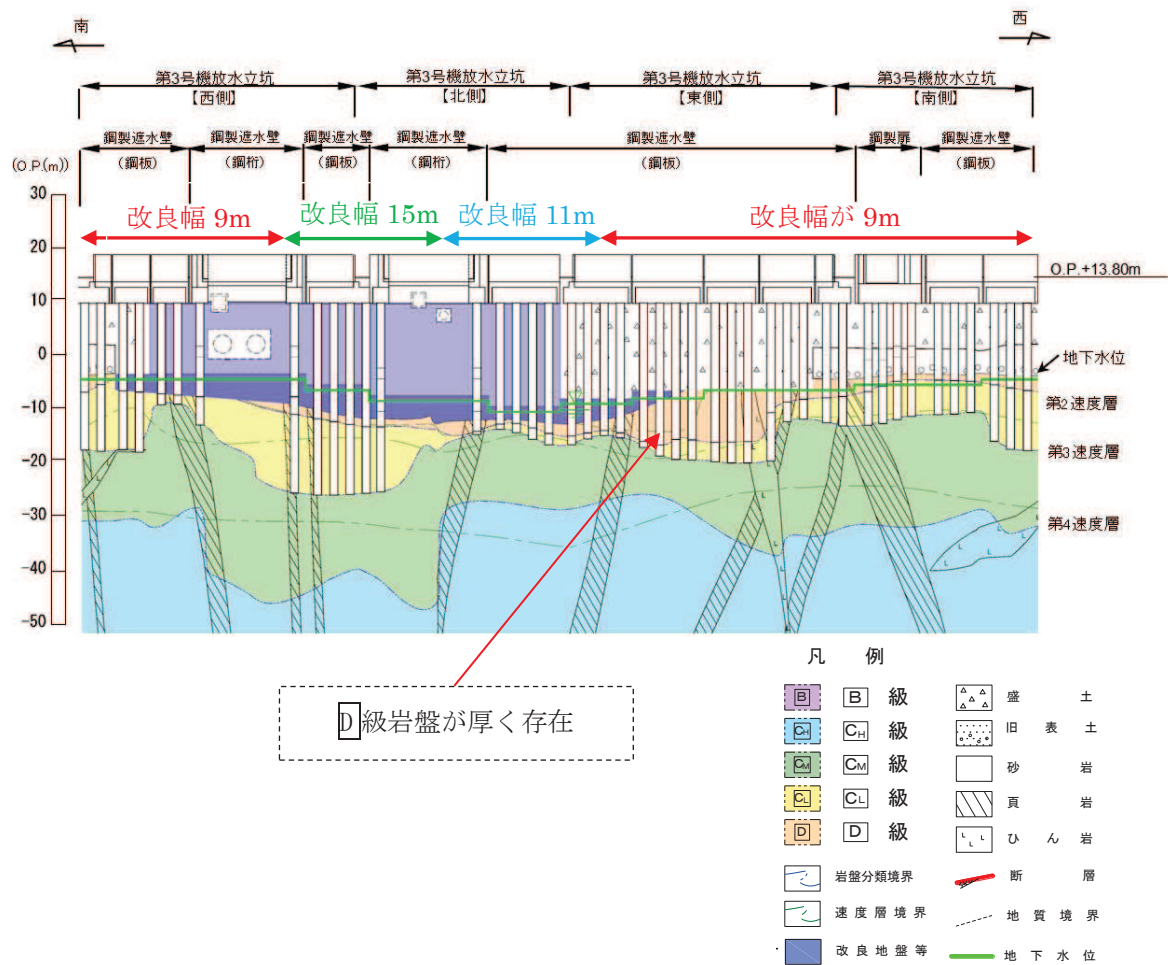 南
西
第3号機放水立坑 第3号機放水立坑 第3号機放水立坑 第3号機放水立坑
【西側】 【北側】 【東側】 【南側】
鋼製遮水壁 鋼製遮水壁 鋼製遮水壁 鋼製遮水壁 鋼製遮水壁 鋼製扉 鋼製遮水壁
(鋼板) (鋼桁) (鋼板) (鋼桁) (鋼板) (鋼板)
(O.P.(m))
30
改良幅 9m 改良幅 15m 改良幅 11m 改良幅が 9m
20
O.P.+13.80m
10
0
地下水位
-10
第2速度層
-20
第3速度層
-30
第4速度層
-40
-50
D級岩盤が厚く存在
凡 例
B B 級 盛 土
CH CH 級 旧 表 土
CM CM 級 砂 岩
CL CL 級 頁 岩
D D 級 ひ ん 岩
岩盤分類境界 断 層
速度層境界 地質境界
改良地盤等 地下水位